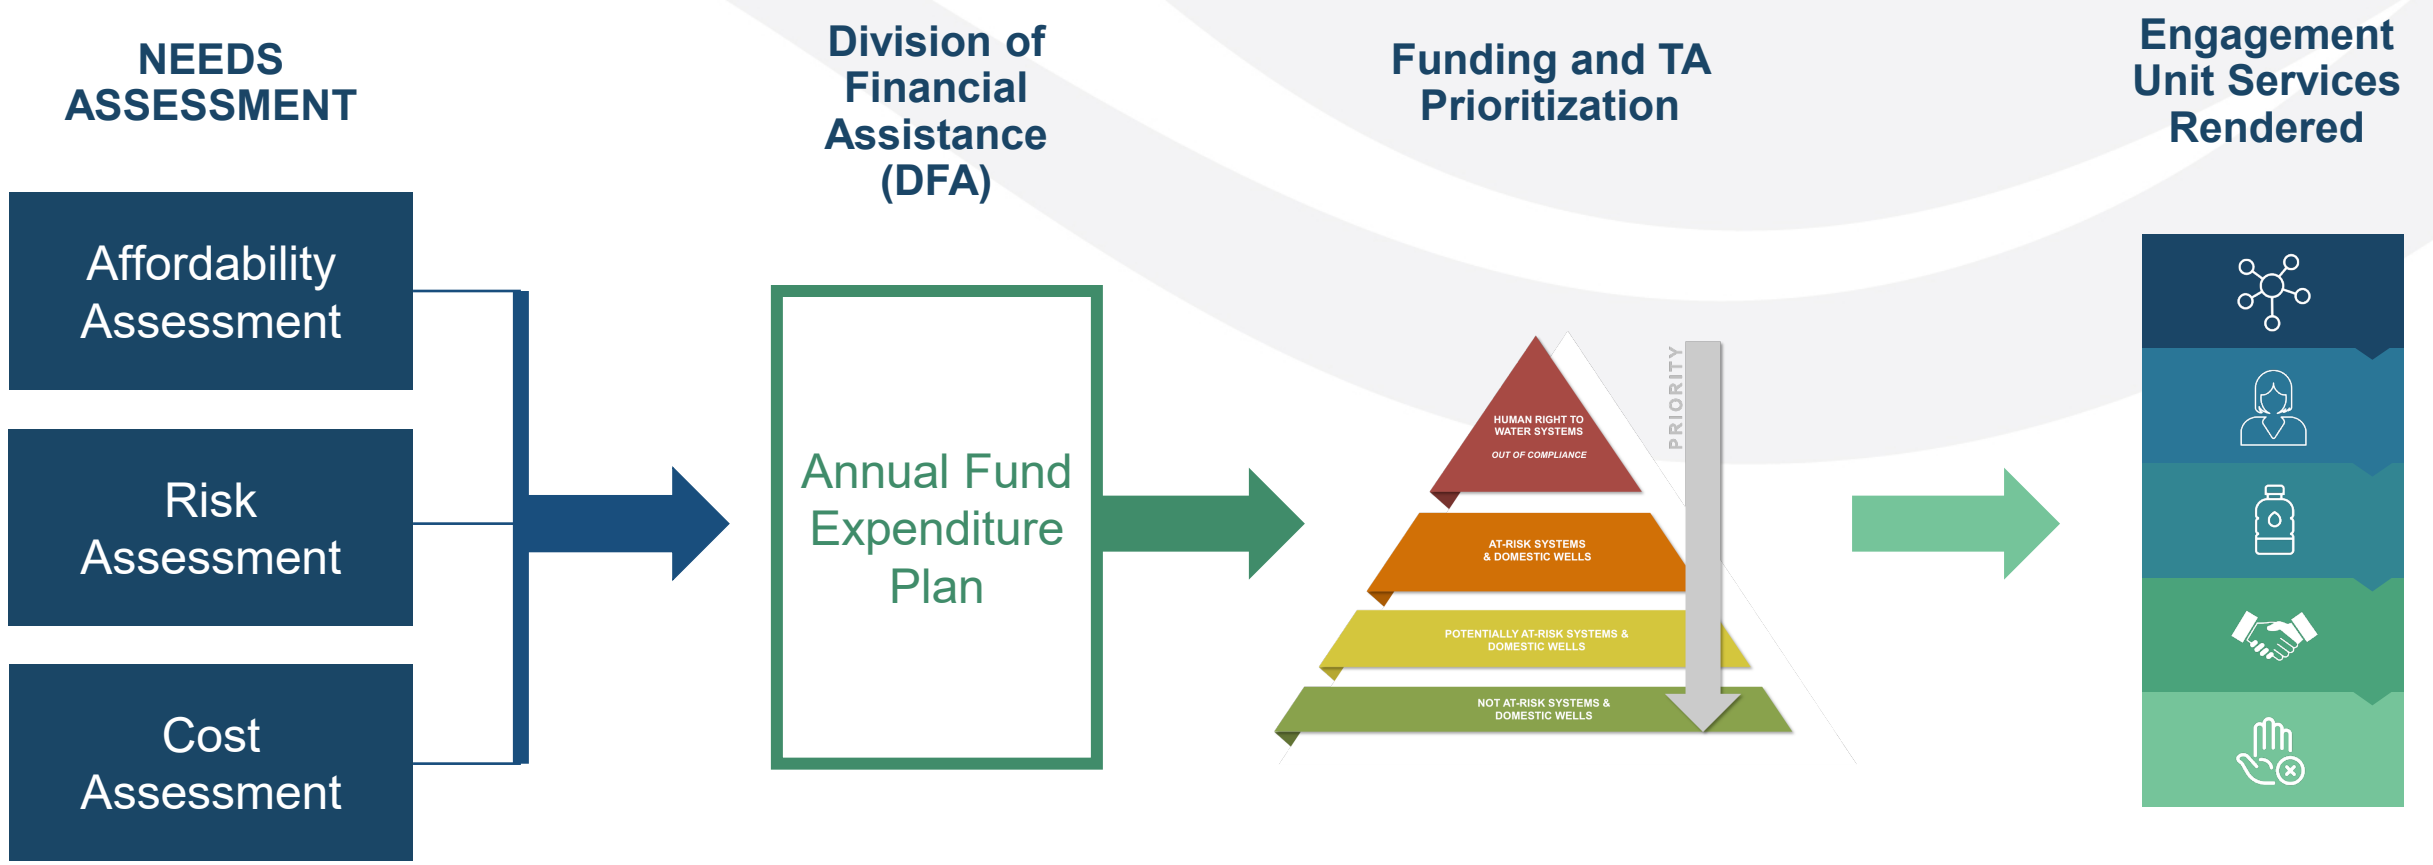 NEEDS
ASSESSMENT
Affordability
Assessment
Risk
Assessment
Cost
Assessment
Division of
Financial
Assistance
(DFA)
Annual Fund
Expenditure
Plan
Funding and TA
Prioritization
HUMAN RIGHT TO
WATER SYSTEMS
OUT OF COMPLIANCE
AT-RISK SYSTEMS
& DOMESTIC WELLS
POTENTIALLY AT-RISK SYSTEMS &
DOMESTIC WELLS
NOT AT-RISK SYSTEMS &
DOMESTIC WELLS
PRIORITY
Engagement
Unit Services
Rendered